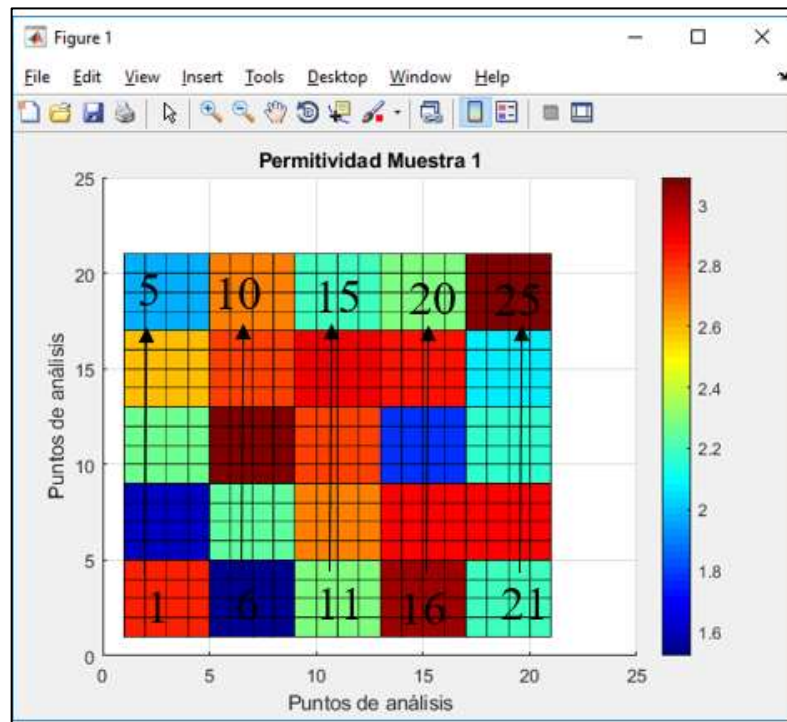 Figure 1
File Edit View Insert Tools Desktop Window Help
Permitividad Muestra 1
25
20
15
10
5
0
Puntos de análisis
5 10 15 20 25
1 6 11 16 21
0 5 10 15 20 25
Puntos de análisis
3
2.8
2.6
2.4
2.2
2
1.8
1.6